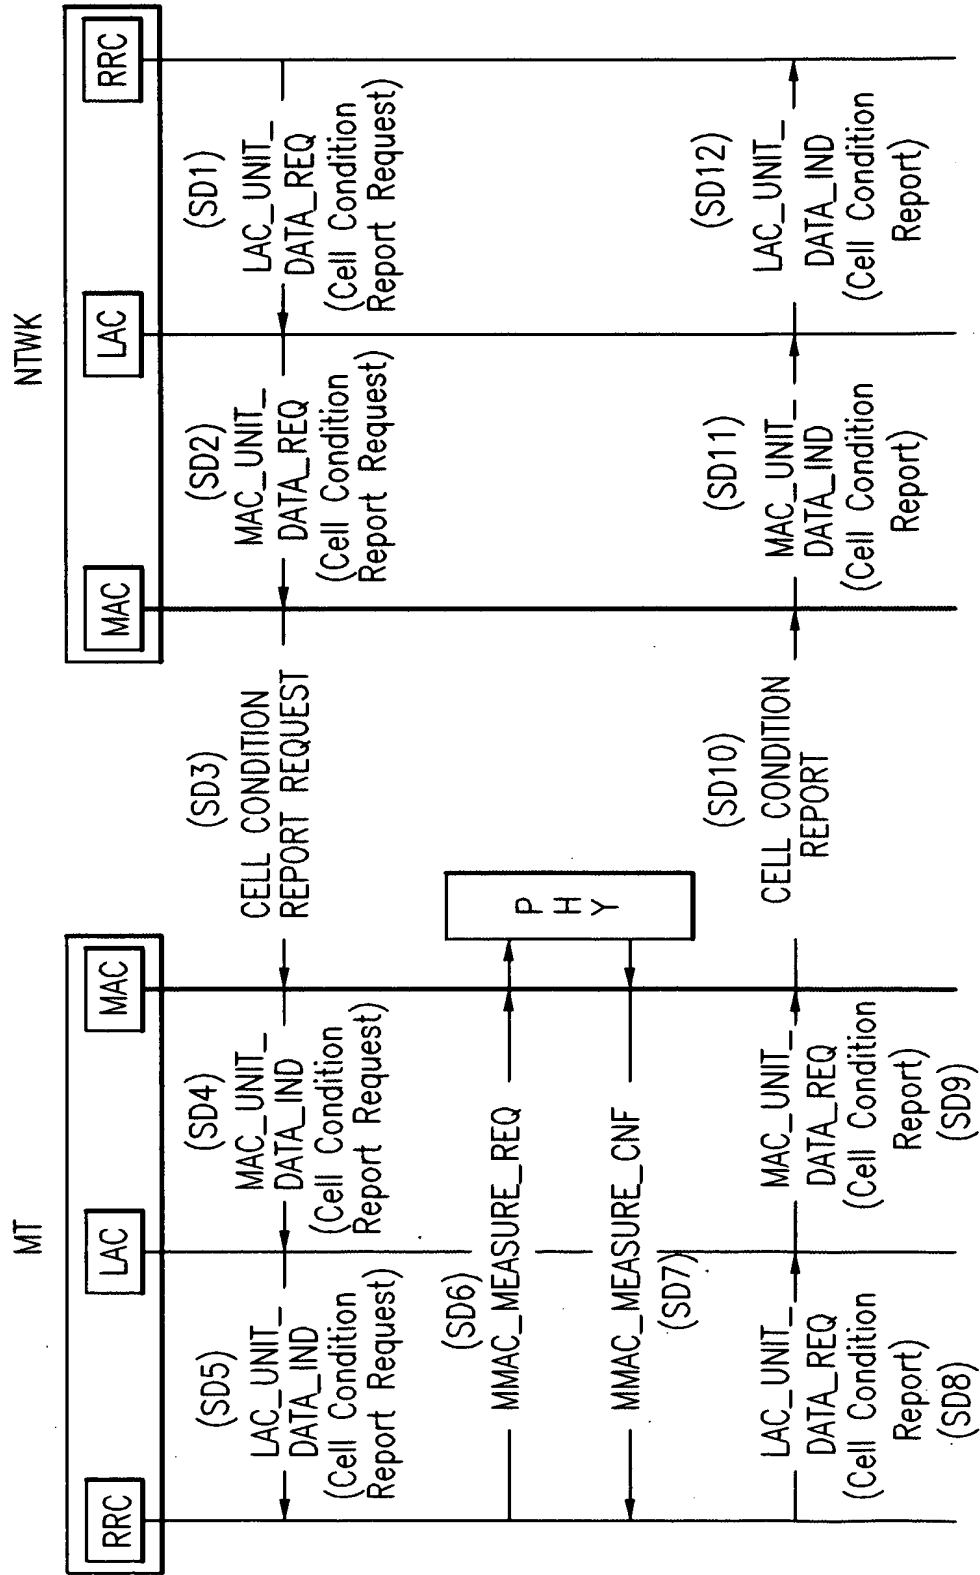 MT
NTWK
RRC
LAC
MAC
MAC
LAC
RRC
(SD5)
LAC_UNIT_
DATA_IND
(Cell Condition
Report Request)
(SD4)
MAC_UNIT_
DATA_IND
(Cell Condition
Report Request)
(SD3)
CELL CONDITION
REPORT REQUEST
(SD2)
MAC_UNIT_
DATA_REQ
(Cell Condition
Report Request)
(SD1)
LAC_UNIT_
DATA_REQ
(Cell Condition
Report Request)
(SD6)
MMAC_MEASURE_REQ
P
H
Y
MMAC_MEASURE_CNF
(SD7)
LAC_UNIT_
DATA_REQ
(Cell Condition
Report)
(SD8)
MAC_UNIT_
DATA_REQ
(Cell Condition
Report)
(SD9)
(SD10)
CELL CONDITION
REPORT
(SD11)
MAC_UNIT_
DATA_IND
(Cell Condition
Report)
(SD12)
LAC_UNIT_
DATA_IND
(Cell Condition
Report)